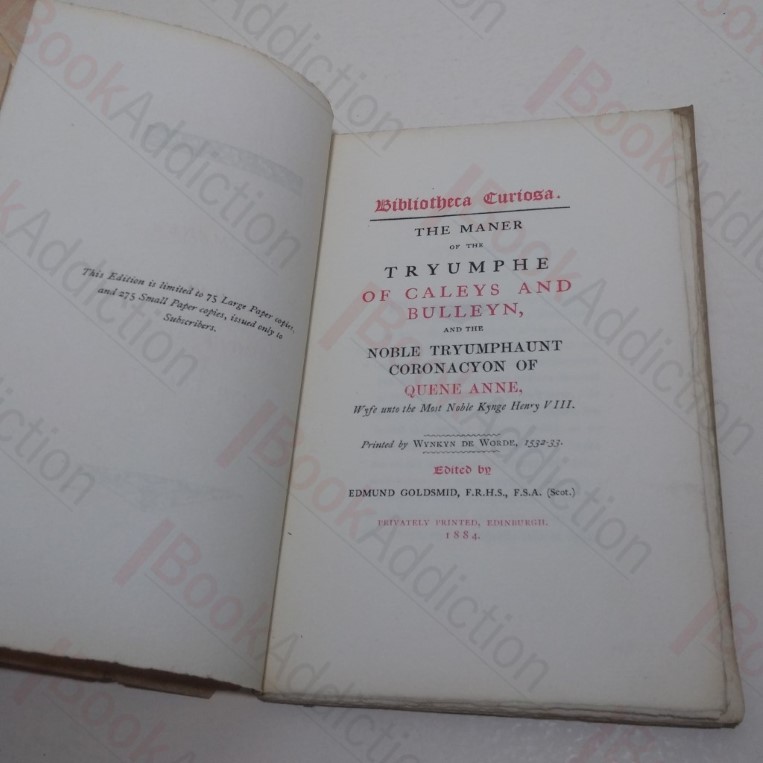 This Edition is limited to 75 Large Paper copies,
and 275 Small Paper copies, issued only to
Subscribers.
Bibliotheca Curiosa.
THE MANER
OF THE
TRYUMPHE
OF CALEYS AND
BULLEYN,
AND THE
NOBLE TRYUMPHAUNT
CORONACYON OF
QUENE ANNE,
Wyfe unto the Most Noble Kynge Henry VIII.
Printed by WYNKYN DE WORDE, 1532-33.
Edited by
EDMUND GOLDSMID, F.R.H.S., F.S.A. (Scot.)
PRIVATELY PRINTED, EDINBURGH.
1884.
BookAddiction